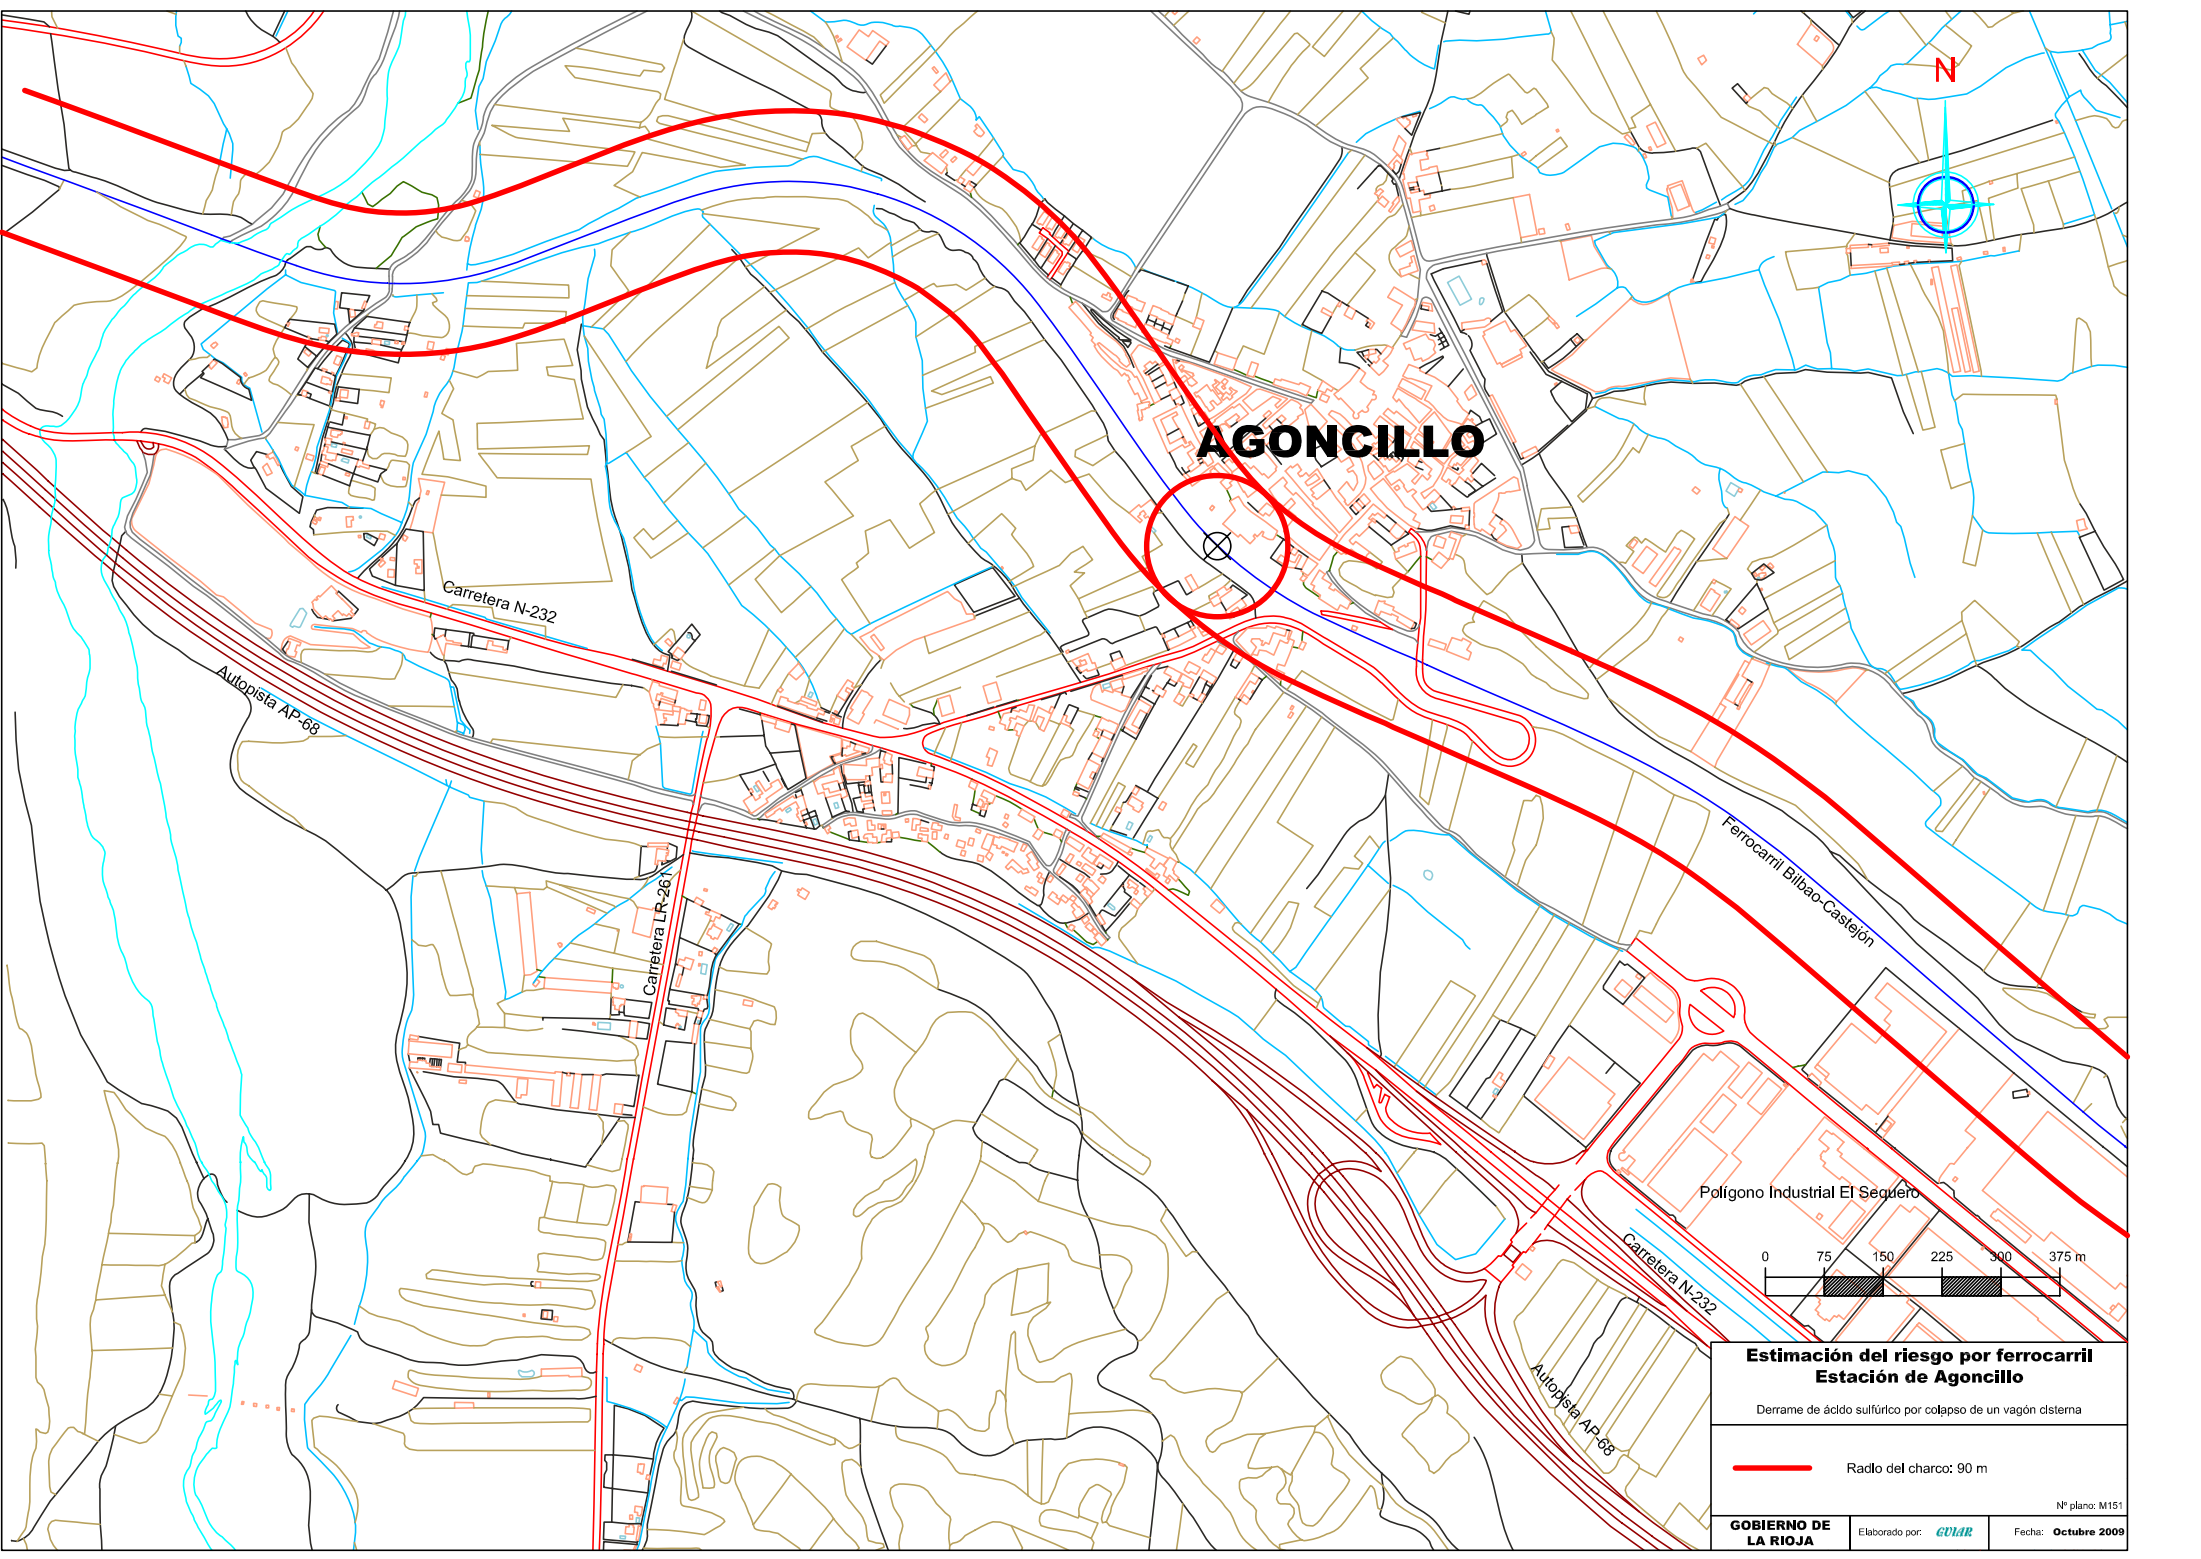 N
AGONCILLO
Carretera N-232
Autopista AP-68
Carretera LR-261
Ferrocarril Bilbao-Castejón
Polígono Industrial El Sequero
0 75 150 225 300 375 m
Carretera N-232
Autopista AP-68
Estimación del riesgo por ferrocarril
Estación de Agoncillo
Derrame de ácido sulfúrico por colapso de un vagón cisterna
Radio del charco: 90 m
Nº plano: M151
GOBIERNO DE
LA RIOJA
Elaborado por: GUIAR
Fecha: Octubre 2009